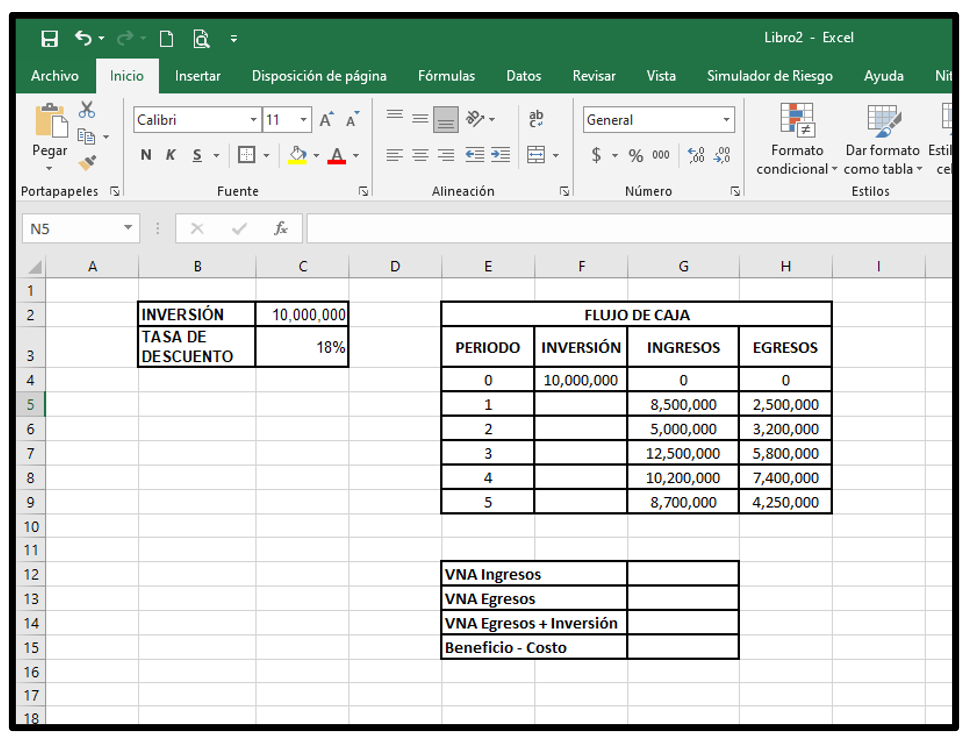 Libro2 - Excel
Archivo Inicio Insertar Disposición de página Fórmulas Datos Revisar Vista Simulador de Riesgo Ayuda
Calibri 11 A A ab General
Pegar
N K S A $ % 000 ,00 ,00
Formato condicional
Dar formato como tabla
Portapapeles Fuente Alineación Número Estilos
N5 fx
A B C D E F G H I
1
2 INVERSIÓN 10,000,000 FLUJO DE CAJA
3 TASA DE DESCUENTO 18% PERIODO INVERSIÓN INGRESOS EGRESOS
4 0 10,000,000 0 0
5 1 8,500,000 2,500,000
6 2 5,000,000 3,200,000
7 3 12,500,000 5,800,000
8 4 10,200,000 7,400,000
9 5 8,700,000 4,250,000
10
11
12 VNA Ingresos
13 VNA Egresos
14 VNA Egresos + Inversión
15 Beneficio - Costo
16
17
18